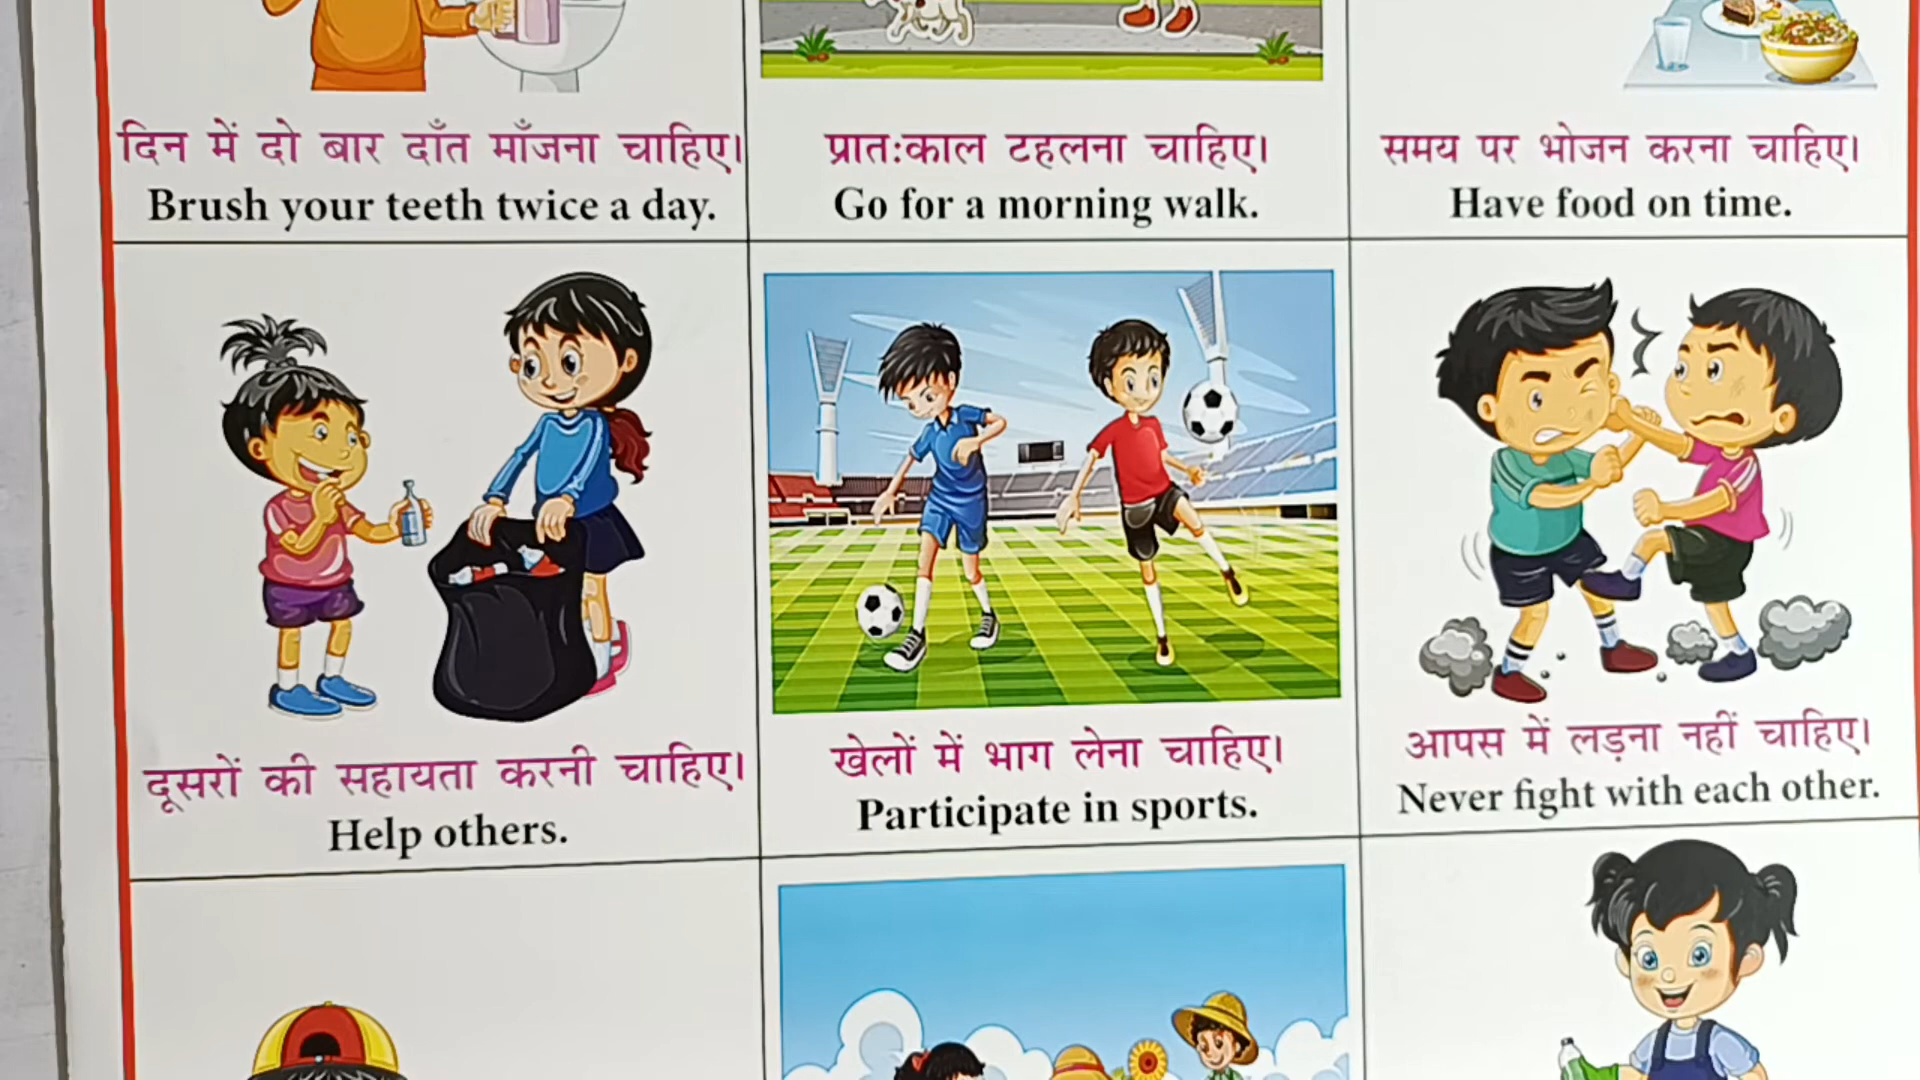 दिन में दो बार दाँत माँजना चाहिए।
Brush your teeth twice a day.
प्रातःकाल टहलना चाहिए।
Go for a morning walk.
समय पर भोजन करना चाहिए।
Have food on time.
दूसरों की सहायता करनी चाहिए।
Help others.
खेलों में भाग लेना चाहिए।
Participate in sports.
आपस में लड़ना नहीं चाहिए।
Never fight with each other.